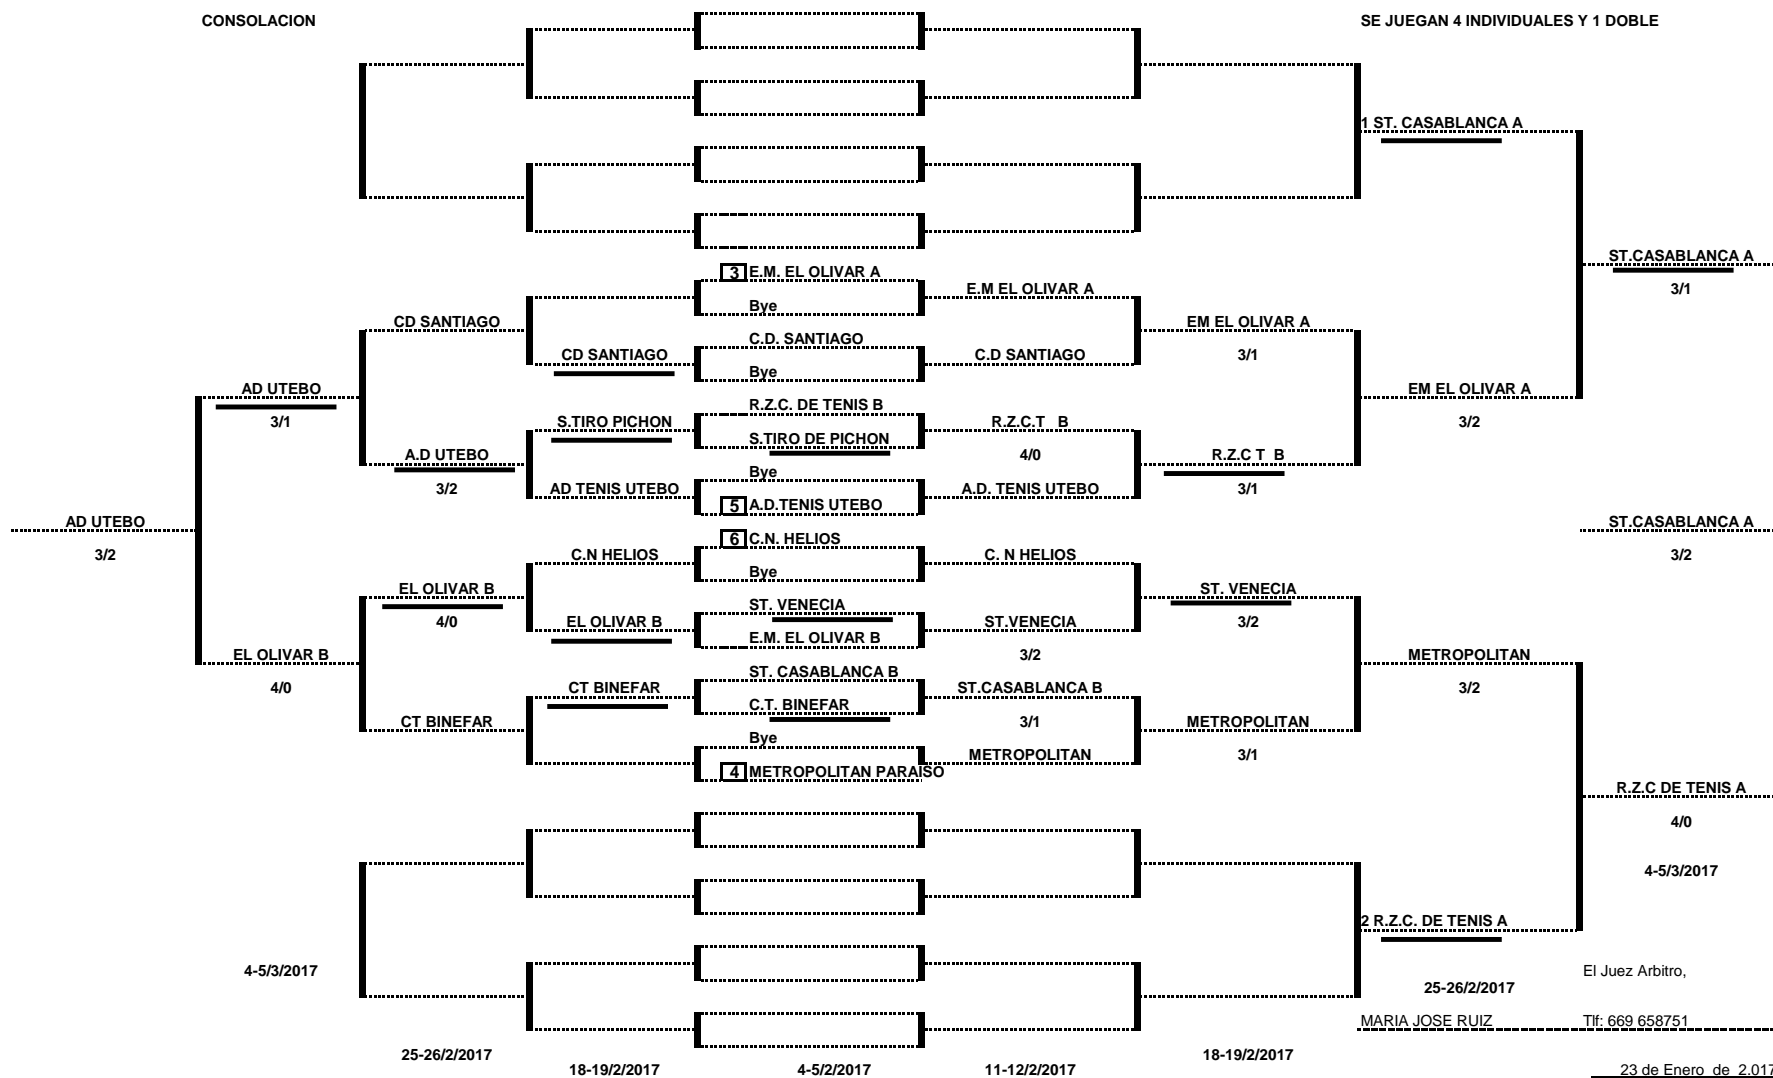 CONSOLACION
SE JUEGAN 4 INDIVIDUALES Y 1 DOBLE
1 ST. CASABLANCA A
ST.CASABLANCA A
3/1
3 E.M. EL OLIVAR A
E.M EL OLIVAR A
Bye
CD SANTIAGO
EM EL OLIVAR A
C.D. SANTIAGO
CD SANTIAGO
C.D SANTIAGO
3/1
Bye
AD UTEBO
EM EL OLIVAR A
R.Z.C. DE TENIS B
3/1
S.TIRO PICHON
R.Z.C.T B
3/2
S.TIRO DE PICHON
A.D UTEBO
4/0
R.Z.C T B
Bye
3/2
AD TENIS UTEBO
A.D. TENIS UTEBO
3/1
5 A.D.TENIS UTEBO
AD UTEBO
ST.CASABLANCA A
6 C.N. HELIOS
3/2
C.N HELIOS
C. N HELIOS
3/2
Bye
EL OLIVAR B
ST. VENECIA
ST. VENECIA
4/0
EL OLIVAR B
ST.VENECIA
3/2
E.M. EL OLIVAR B
EL OLIVAR B
3/2
METROPOLITAN
ST. CASABLANCA B
4/0
CT BINEFAR
ST.CASABLANCA B
3/2
C.T. BINEFAR
CT BINEFAR
3/1
METROPOLITAN
Bye
METROPOLITAN
3/1
4 METROPOLITAN PARAISO
R.Z.C DE TENIS A
4/0
4-5/3/2017
2 R.Z.C. DE TENIS A
4-5/3/2017
El Juez Arbitro,
25-26/2/2017
MARIA JOSE RUIZ
Tlf: 669 658751
25-26/2/2017
18-19/2/2017
18-19/2/2017
4-5/2/2017
11-12/2/2017
23 de Enero de 2.017